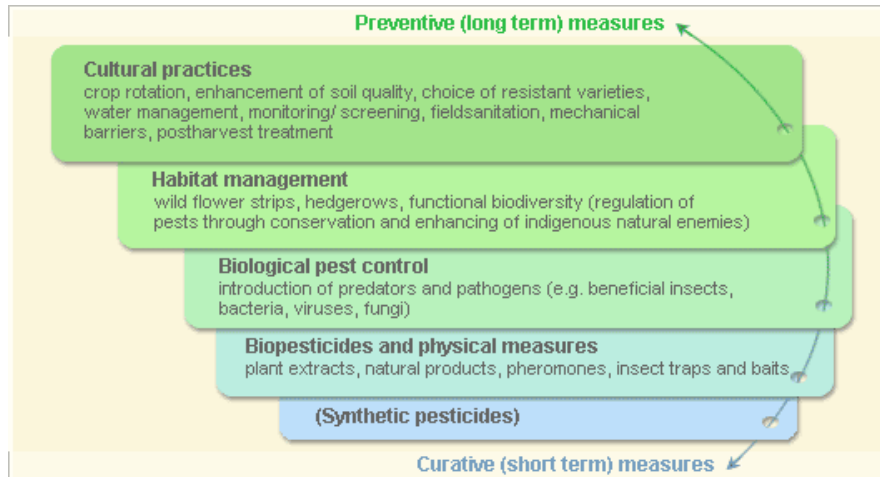 Preventive (long term) measures
Cultural practices
crop rotation, enhancement of soil quality, choice of resistant varieties,
water management, monitoring/ screening, fieldsanitation, mechanical
barriers, postharvest treatment
Habitat management
wild flower strips, hedgerows, functional biodiversity (regulation of
pests through conservation and enhancing of indigenous natural enemies)
Biological pest control
introduction of predators and pathogens (e.g. beneficial insects,
bacteria, viruses, fungi)
Biopesticides and physical measures
plant extracts, natural products, pheromones, insect traps and baits
(Synthetic pesticides)
Curative (short term) measures